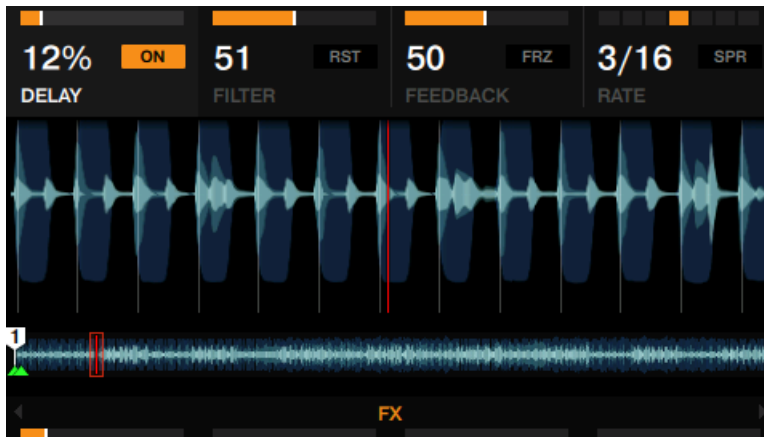 12% ON 51 RST 50 FRZ 3/16 SPR
DELAY FILTER FEEDBACK RATE
1
FX